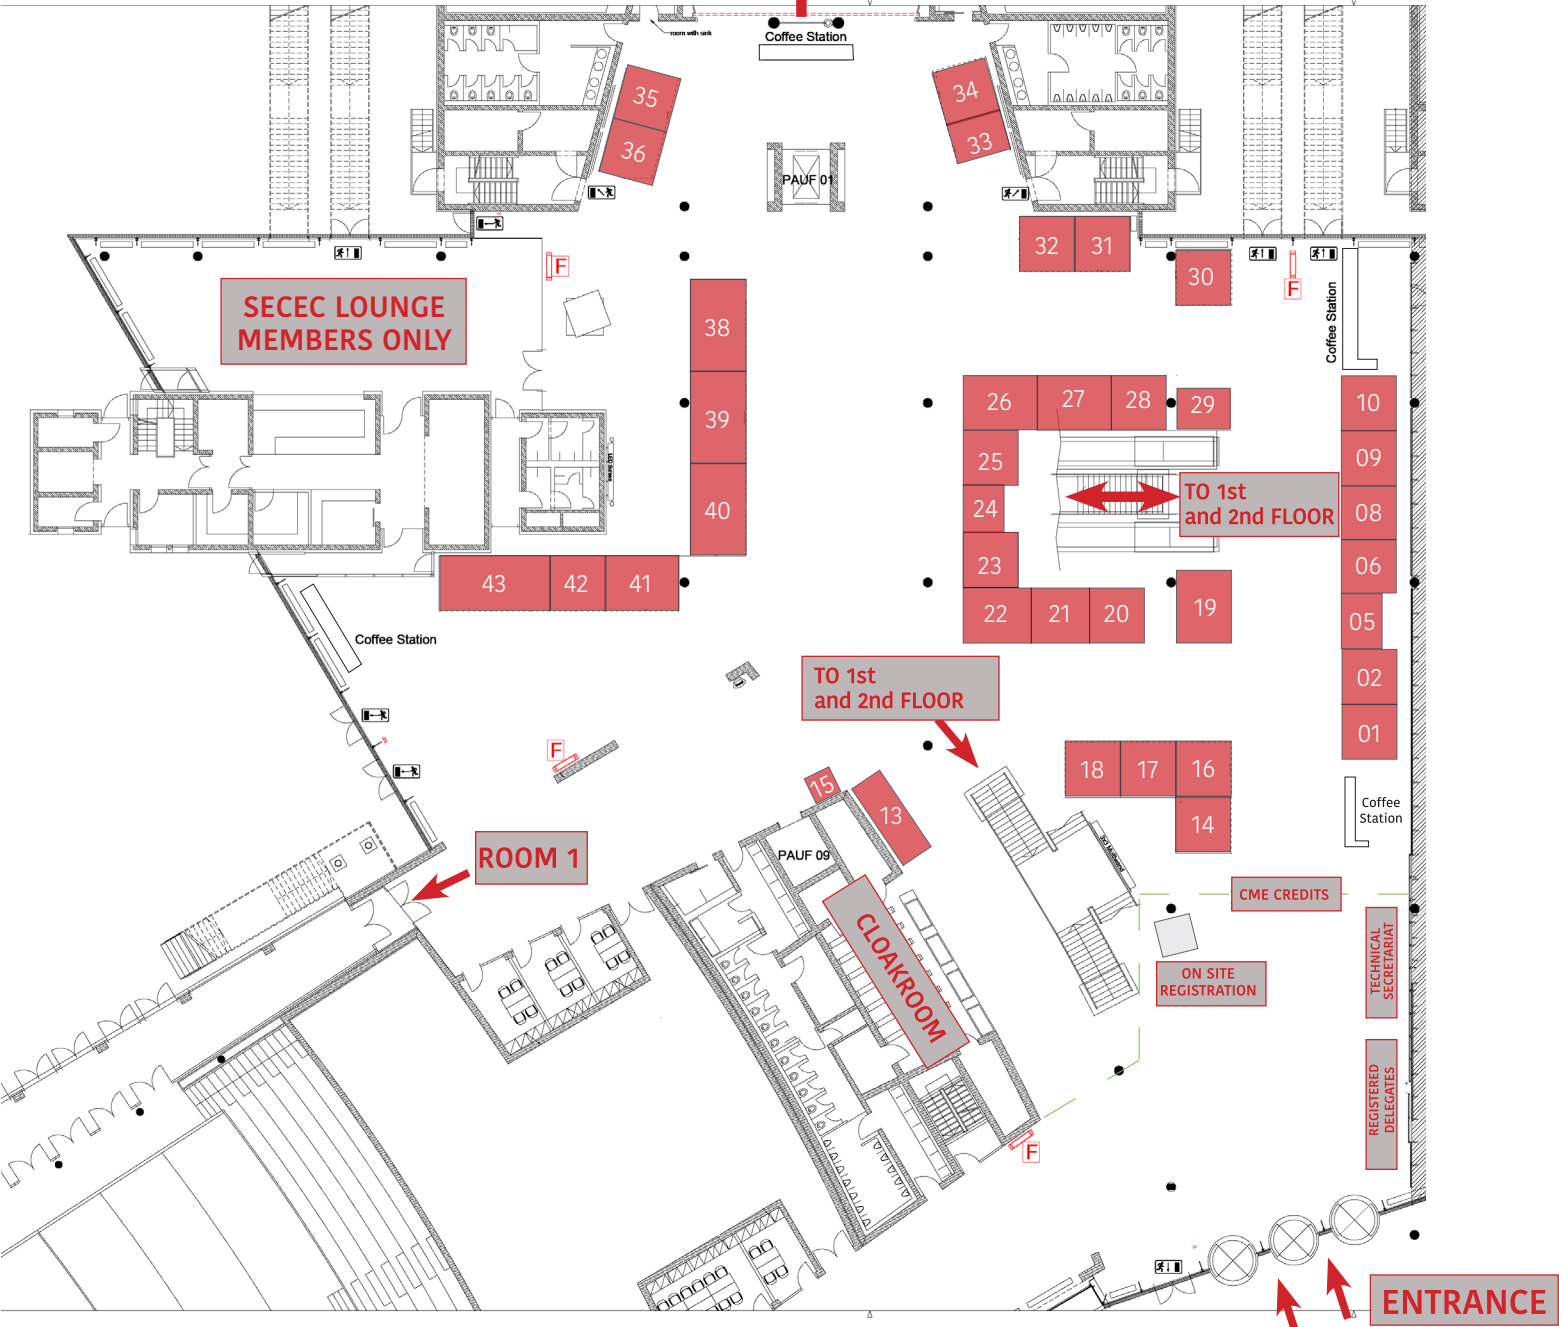 room with sink
Coffee Station
35
36
34
33
PAUF 01
32
31
30
F
F
SECEC LOUNGE
MEMBERS ONLY
Coffee Station
38
39
40
26
27
28
29
25
24
23
22
21
20
19
TO 1st
and 2nd FLOOR
10
09
08
06
05
02
01
43
42
41
Coffee Station
TO 1st
and 2nd FLOOR
F
18
17
16
14
15
13
Coffee
Station
PAUF 09
ROOM 1
CLOAKROOM
CME CREDITS
ON SITE
REGISTRATION
TECHNICAL
SECRETARIAT
REGISTERED
DELEGATES
F
ENTRANCE